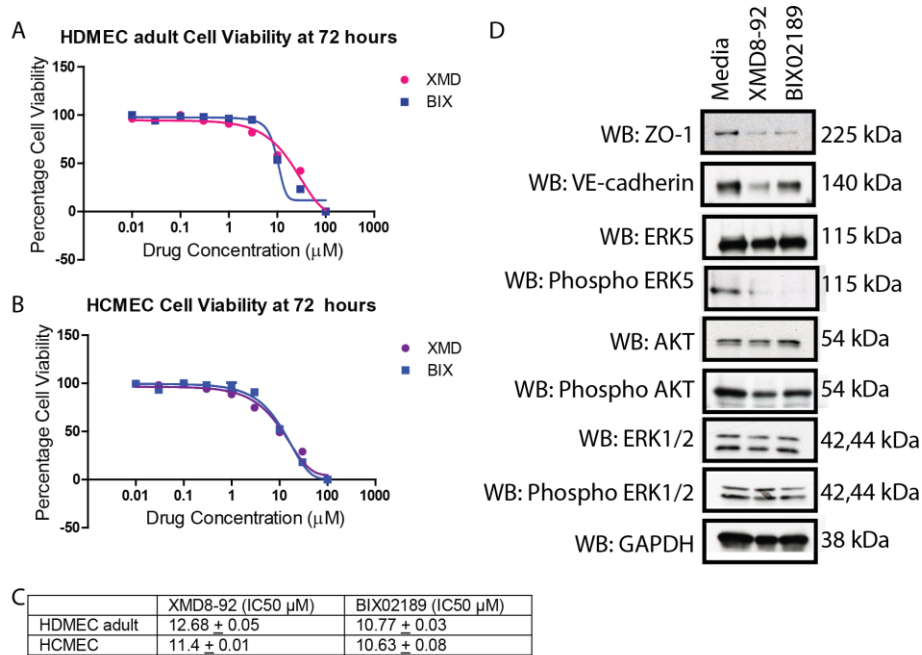 A
HDMEC adult Cell Viability at 72 hours
Percentage Cell Viability
150
100
50
0
-50
0.01 0.1 1 10 100 1000
Drug Concentration (μM)
XMD
BIX
B
HCMEC Cell Viability at 72 hours
Percentage Cell Viability
150
100
50
0
-50
0.01 0.1 1 10 100 1000
Drug Concentration (μM)
XMD
BIX
C
XMD8-92 (IC50 μM) BIX02189 (IC50 μM)
HDMEC adult 12.68 ± 0.05 10.77 ± 0.03
HCMEC 11.4 ± 0.01 10.63 ± 0.08
D
Media XMD8-92 BIX02189
WB: ZO-1 225 kDa
WB: VE-cadherin 140 kDa
WB: ERK5 115 kDa
WB: Phospho ERK5 115 kDa
WB: AKT 54 kDa
WB: Phospho AKT 54 kDa
WB: ERK1/2 42,44 kDa
WB: Phospho ERK1/2 42,44 kDa
WB: GAPDH 38 kDa